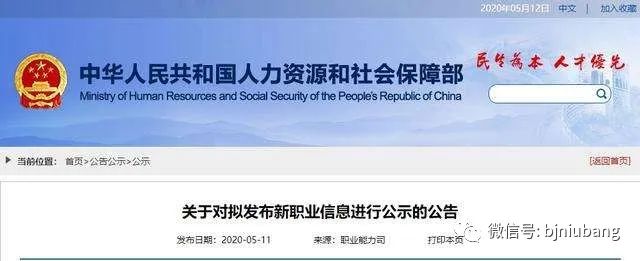 2020年05月12日 中文 | 加入收藏
中华人民共和国人力资源和社会保障部
Ministry of Human Resources and Social Security of the People's Republic of China
民生为本 人才优先
当前位置: 首页>公告公示>公示
[返回首页]
关于对拟发布新职业信息进行公示的公告
发布日期: 2020-05-11 来源: 职业能力司 打印本页
微信号: bjniubang